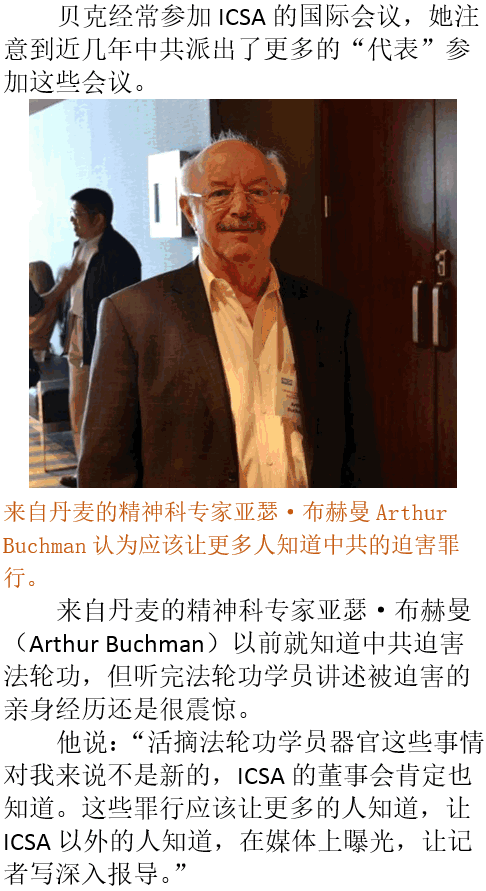 贝克经常参加 ICSA 的国际会议，她注
意到近几年中共派出了更多的“代表”参
加这些会议。
来自丹麦的精神科专家亚瑟·布赫曼 Arthur
Buchman 认为应该让更多人知道中共的迫害罪
行。
来自丹麦的精神科专家亚瑟·布赫曼
（Arthur Buchman）以前就知道中共迫害
法轮功，但听完法轮功学员讲述被迫害的
亲身经历还是很震惊。
他说：“活摘法轮功学员器官这些事情
对我来说不是新的，ICSA 的董事会肯定也
知道。这些罪行应该让更多的人知道，让
ICSA 以外的人知道，在媒体上曝光，让记
者写深入报导。”